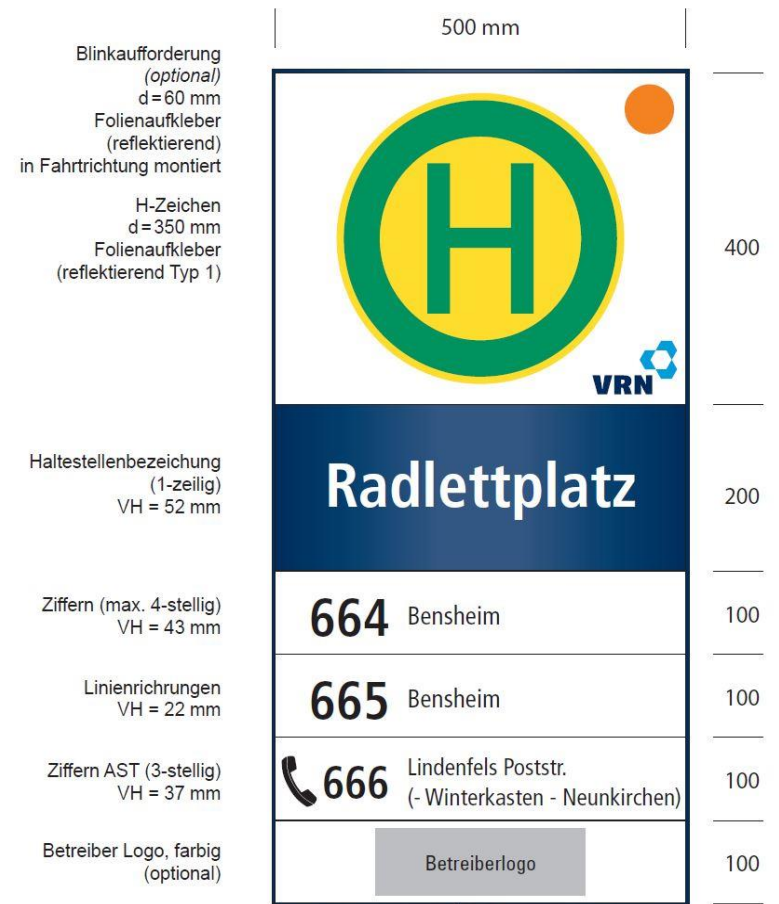 500 mm
Blinkaufforderung
(optional)
d=60 mm
Folienaufkleber
(reflektierend)
in Fahrtrichtung montiert
H-Zeichen
d=350 mm
Folienaufkleber
(reflektierend Typ 1)
H
400
VRN
Haltestellenbezeichung
(1-zeilig)
VH = 52 mm
Radlettplatz
200
Ziffern (max. 4-stellig)
VH = 43 mm
664 Bensheim
100
Linienrichrungen
VH = 22 mm
665 Bensheim
100
Ziffern AST (3-stellig)
VH = 37 mm
666 Lindenfels Poststr.
(- Winterkasten - Neunkirchen)
100
Betreiber Logo, farbig
(optional)
Betreiberlogo
100